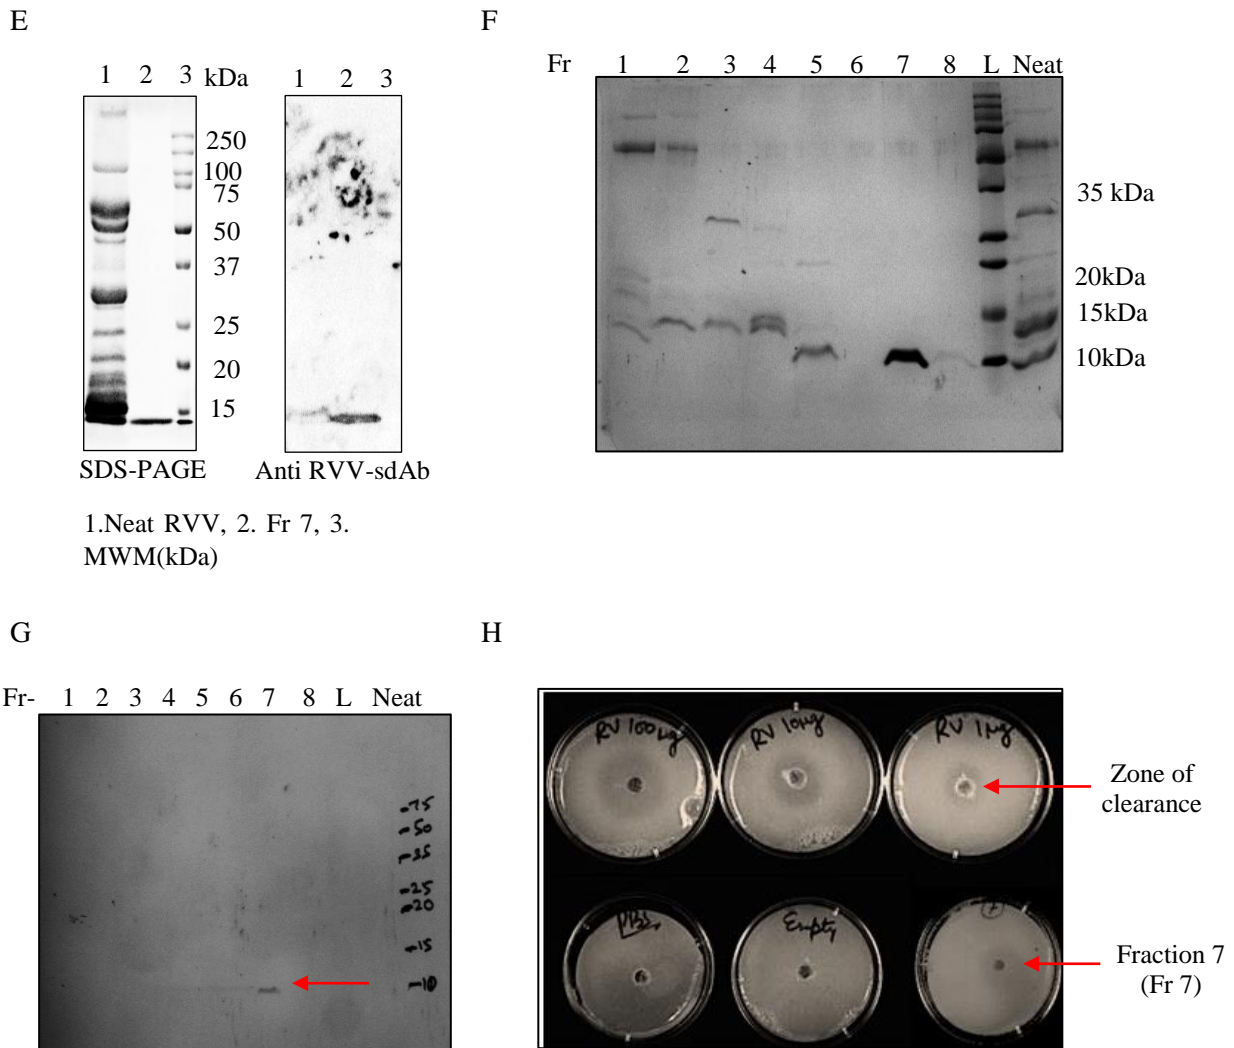 E
1 2 3 kDa
250
100
75
50
37
25
20
15
SDS-PAGE
1 2 3
Anti RVV-sdAb
1.Neat RVV, 2. Fr 7, 3.
MWM(kDa)
F
Fr 1 2 3 4 5 6 7 8 L Neat
35 kDa
20kDa
15kDa
10kDa
G
Fr- 1 2 3 4 5 6 7 8 L Neat
-75
-50
-35
-25
-20
-15
-10
H
RV 100 µg
RV 10µg
RV 1µg
Zone of
clearance
PBS
Empty
7
Fraction 7
(Fr 7)